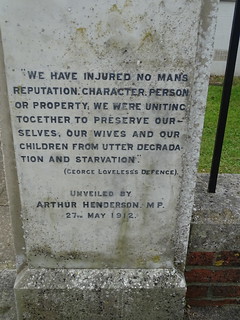 "WE HAVE INJURED NO MAN'S
REPUTATION. CHARACTER. PERSON
OR PROPERTY, WE WERE UNITING
TOGETHER TO PRESERVE OUR-
SELVES, OUR WIVES AND OUR
CHILDREN FROM UTTER DEGRADA-
TION AND STARVATION"
(GEORGE LOVELESS'S DEFENCE).
UNVEILED BY
ARTHUR HENDERSON. M.P.
27TH MAY 1912.